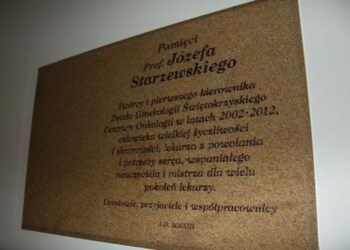 Pamięci
Prof. Józefa
Starzewskiego
Twórcy i pierwszego kierownika
Działu Ginekologii Świętokrzyskiego
Centrum Onkologii w latach 2002-2012,
człowieka wielkiej życzliwości
i skromności, lekarza z powołania
i potrzeby serca, wspaniałego
nauczyciela i mistrza dla wielu
pokoleń lekarzy.
Uczniowie, przyjaciele i współpracownicy
A.D. MMXIII